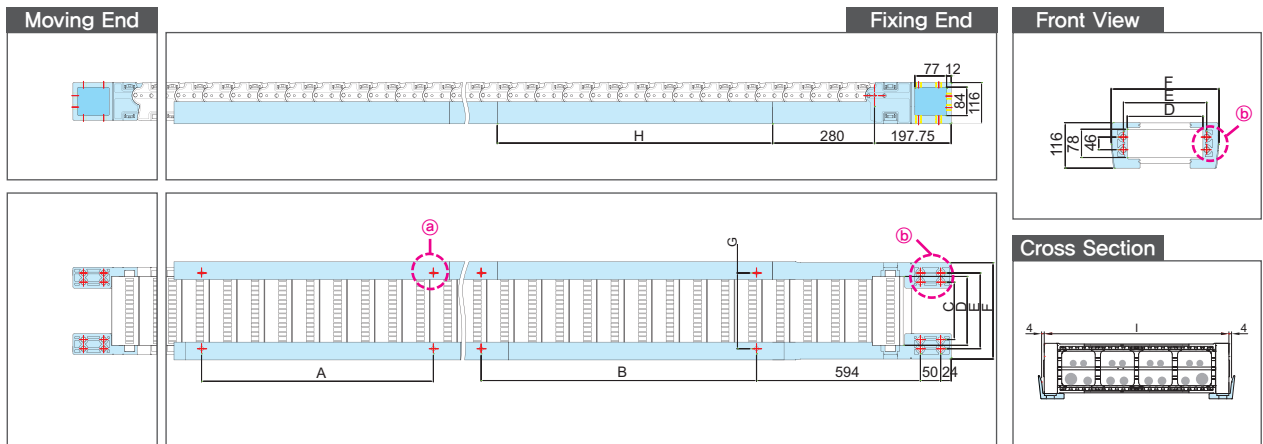 Moving End
Fixing End
77
12
84
116
H
280
197.75
Front View
F
E
D
116
78
46
ⓑ
ⓐ
G
ⓑ
C
D
E
F
A
B
594
50
24
Cross Section
4
I
4